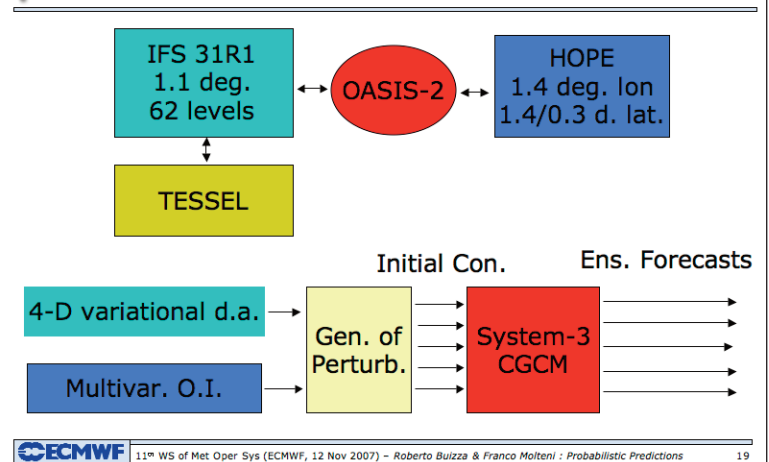 IFS 31R1
1.1 deg.
62 levels
OASIS-2
HOPE
1.4 deg. lon
1.4/0.3 d. lat.
TESSEL
Initial Con.
Ens. Forecasts
4-D variational d.a.
Gen. of
Perturb.
System-3
CGCM
Multivar. O.I.
ECMWF
11th WS of Met Oper Sys (ECMWF, 12 Nov 2007) – Roberto Buizza & Franco Molteni : Probabilistic Predictions
19